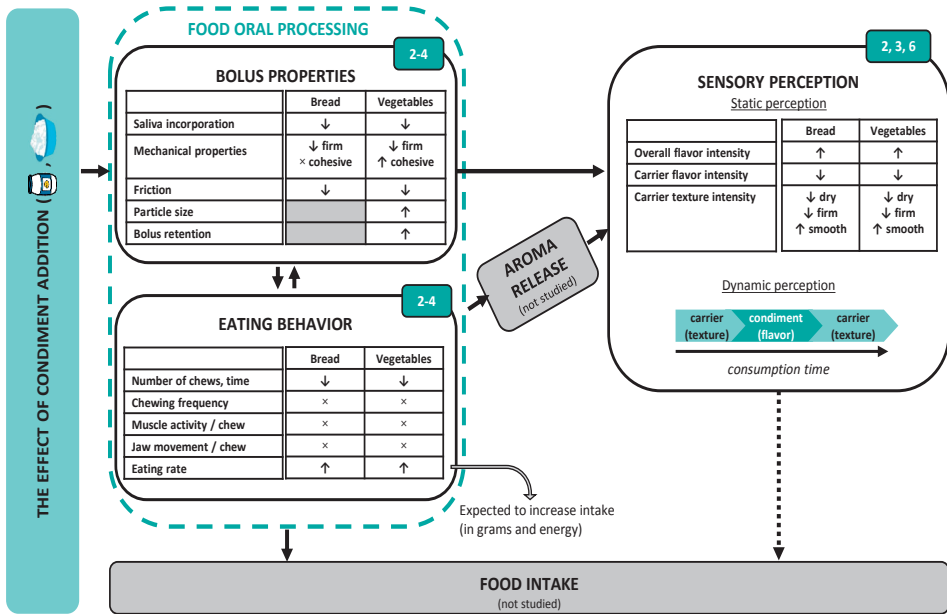 THE EFFECT OF CONDIMENT ADDITION ( , )
FOOD ORAL PROCESSING
2-4
BOLUS PROPERTIES
Bread Vegetables
Saliva incorporation ↓ ↓
Mechanical properties ↓ firm ↓ firm
× cohesive ↑ cohesive
Friction ↓ ↓
Particle size ↑
Bolus retention ↑
2-4
EATING BEHAVIOR
Bread Vegetables
Number of chews, time ↓ ↓
Chewing frequency × ×
Muscle activity / chew × ×
Jaw movement / chew × ×
Eating rate ↑ ↑
Expected to increase intake
(in grams and energy)
AROMA
RELEASE
(not studied)
2, 3, 6
SENSORY PERCEPTION
Static perception
Bread Vegetables
Overall flavor intensity ↑ ↑
Carrier flavor intensity ↓ ↓
Carrier texture intensity ↓ dry ↓ dry
↓ firm ↓ firm
↑ smooth ↑ smooth
Dynamic perception
carrier condiment carrier
(texture) (flavor) (texture)
consumption time
FOOD INTAKE
(not studied)